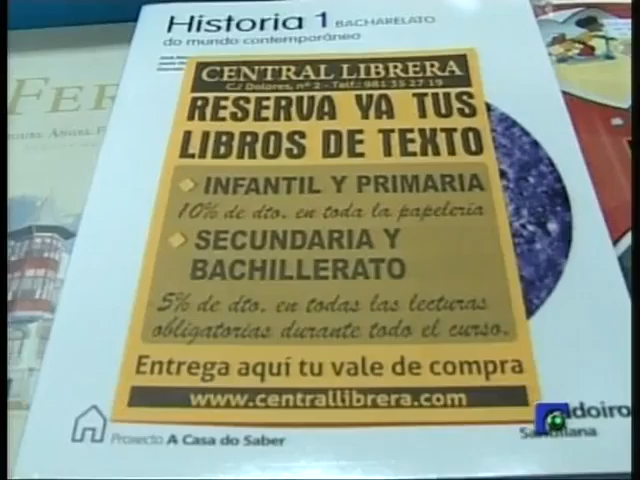 Historia 1 BACHARELATO
do mundo contemporáneo
FER
CENTRAL LIBRERA
C/ Dolores, nº 2 - Telf.: 981 35 27 19
RESERVA YA TUS
LIBROS DE TEXTO
INFANTIL Y PRIMARIA
10% de dto. en toda la papelería
SECUNDARIA Y
BACHILLERATO
5% de dto. en todas las lecturas
obligatorias durante todo el curso.
Entrega aquí tu vale de compra
www.centrallibrera.com
Proxecto A Casa do Saber
Santillana